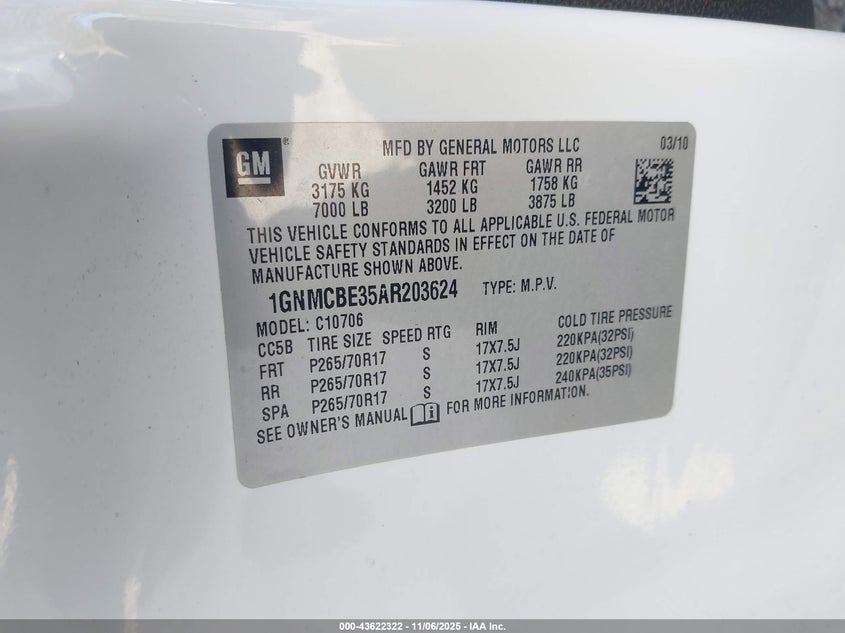 GM ®
MFD BY GENERAL MOTORS LLC 03/10
GVWR GAWR FRT GAWR RR
3175 KG 1452 KG 1758 KG
7000 LB 3200 LB 3875 LB
THIS VEHICLE CONFORMS TO ALL APPLICABLE U.S. FEDERAL MOTOR
VEHICLE SAFETY STANDARDS IN EFFECT ON THE DATE OF
MANUFACTURE SHOWN ABOVE.
1GNMCBE35AR203624 TYPE: M.P.V.
MODEL: C10706
CC5B TIRE SIZE SPEED RTG RIM COLD TIRE PRESSURE
FRT P265/70R17 S 17X7.5J 220KPA(32PSI)
RR P265/70R17 S 17X7.5J 220KPA(32PSI)
SPA P265/70R17 S 17X7.5J 240KPA(35PSI)
SEE OWNER'S MANUAL i FOR MORE INFORMATION.
000-43622322 - 11/06/2025 - IAA Inc.